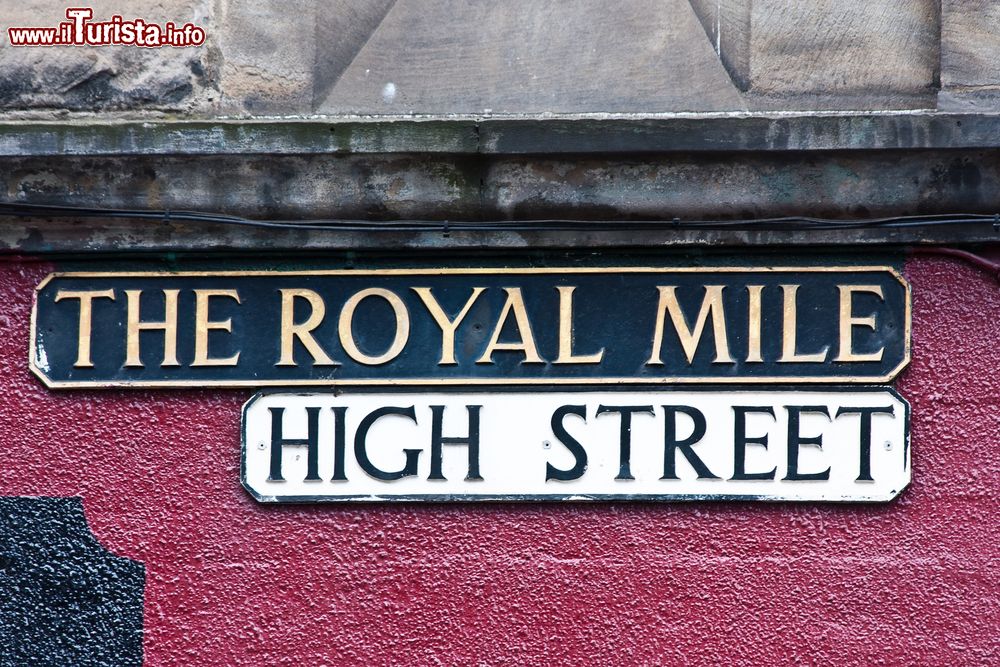 www.ilTurista.info
THE ROYAL MILE
HIGH STREET